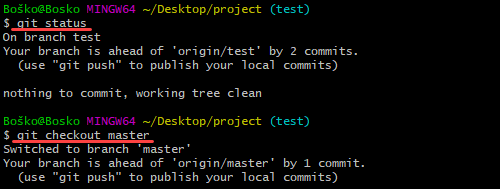 Boško@Bosko MINGW64 ~/Desktop/project (test)
$ git status
On branch test
Your branch is ahead of 'origin/test' by 2 commits.
  (use "git push" to publish your local commits)

nothing to commit, working tree clean

Boško@Bosko MINGW64 ~/Desktop/project (test)
$ git checkout master
Switched to branch 'master'
Your branch is ahead of 'origin/master' by 1 commit.
  (use "git push" to publish your local commits)